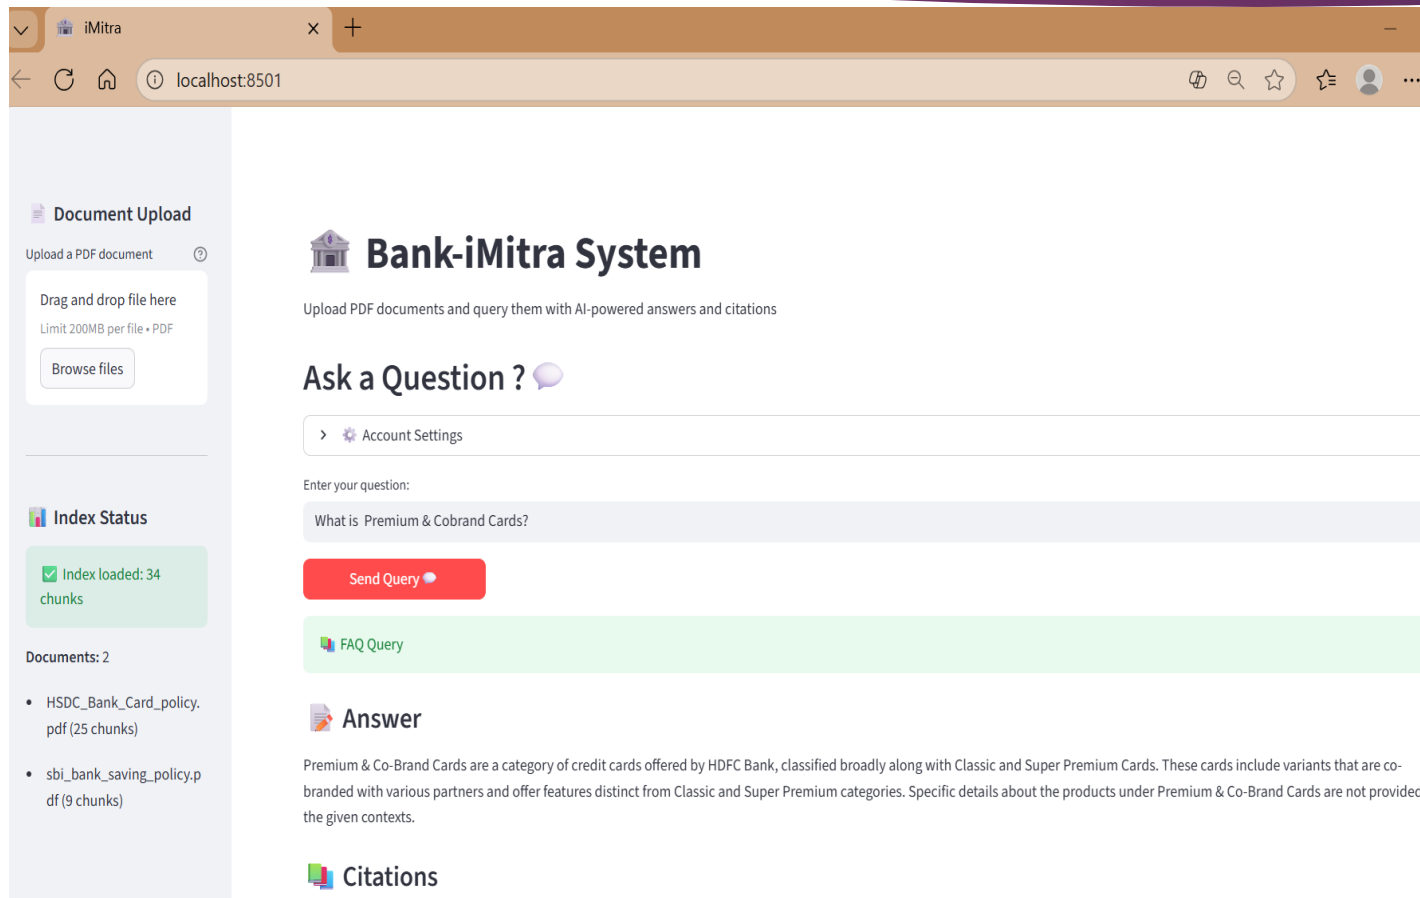 iMitra
localhost:8501
Document Upload
Upload a PDF document
Drag and drop file here
Limit 200MB per file • PDF
Browse files
Index Status
Index loaded: 34
chunks
Documents: 2
• HSDC_Bank_Card_policy.
pdf (25 chunks)
• sbi_bank_saving_policy.p
df (9 chunks)
Bank-iMitra System
Upload PDF documents and query them with AI-powered answers and citations
Ask a Question ?
Account Settings
Enter your question:
What is Premium & Cobrand Cards?
Send Query
FAQ Query
Answer
Premium & Co-Brand Cards are a category of credit cards offered by HDFC Bank, classified broadly along with Classic and Super Premium Cards. These cards include variants that are co-
branded with various partners and offer features distinct from Classic and Super Premium categories. Specific details about the products under Premium & Co-Brand Cards are not provided
the given contexts.
Citations